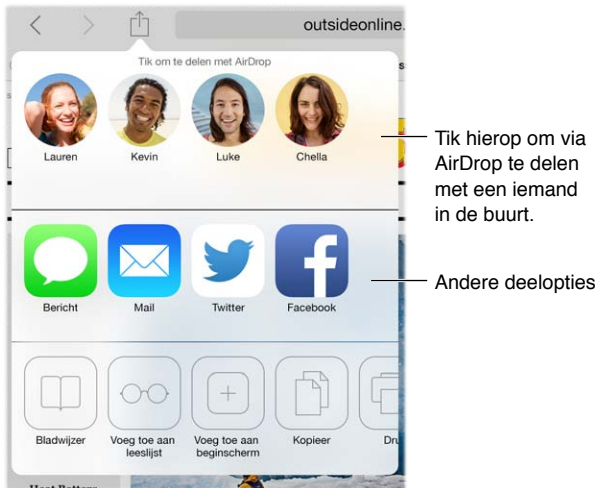 outsideonline.
Tik om te delen met AirDrop
Lauren
Kevin
Luke
Chella
Tik hierop om via
AirDrop te delen
met een iemand
in de buurt.
Bericht
Mail
Twitter
Facebook
Andere deelopties
Bladwijzer
Voeg toe aan
leeslijst
Voeg toe aan
beginscherm
Kopieer
Dru